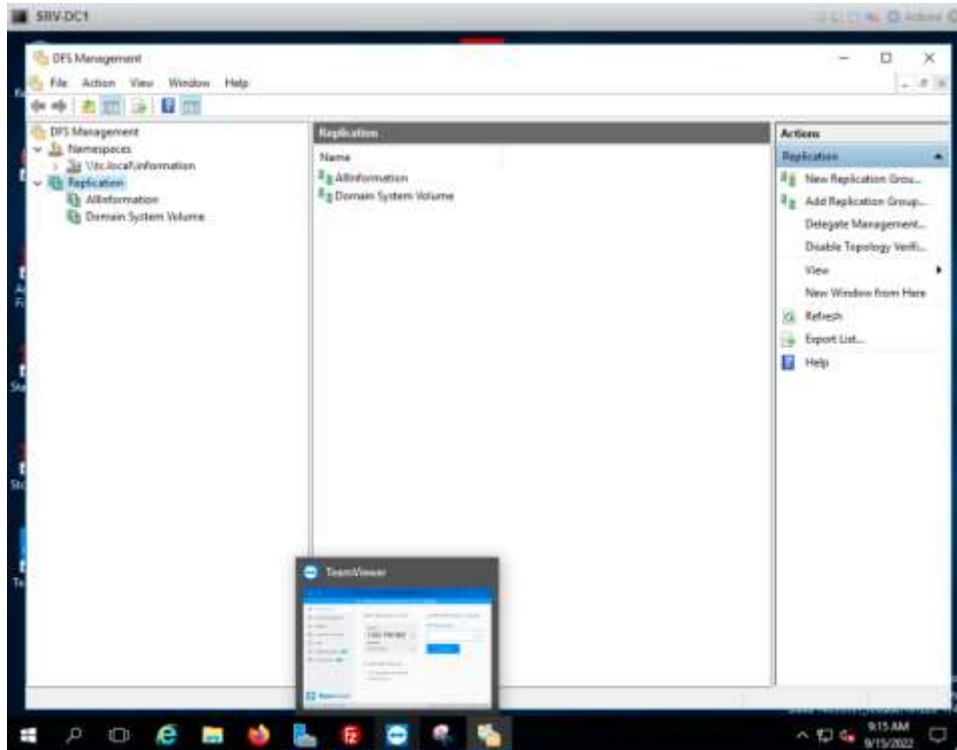 SRV-DC1
Actions
DFS Management
File Action View Window Help
DFS Management
Namespaces
\\tc.local\information
Replication
AllInformation
Domain System Volume
Replication
Name
AllInformation
Domain System Volume
Actions
Replication
New Replication Grou...
Add Replication Group...
Delegate Management...
Disable Topology Verifi...
View
New Window from Here
Refresh
Export List...
Help
TeamViewer
9:15 AM
9/15/2022